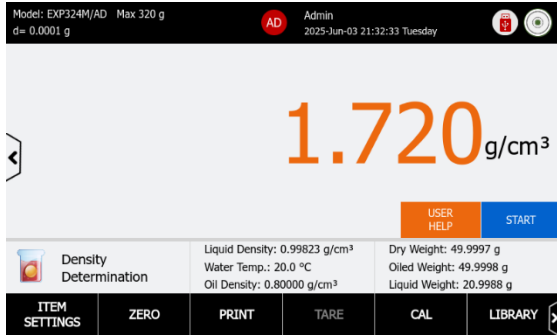 Model: EXP324M/AD Max 320 g
d= 0.0001 g
AD
Admin
2025-Jun-03 21:32:33 Tuesday
1.720 g/cm³
USER
HELP
START
Density
Determination
Liquid Density: 0.99823 g/cm³
Water Temp.: 20.0 °C
Oil Density: 0.80000 g/cm³
Dry Weight: 49.9997 g
Oiled Weight: 49.9998 g
Liquid Weight: 20.9988 g
ITEM
SETTINGS
ZERO
PRINT
TARE
CAL
LIBRARY